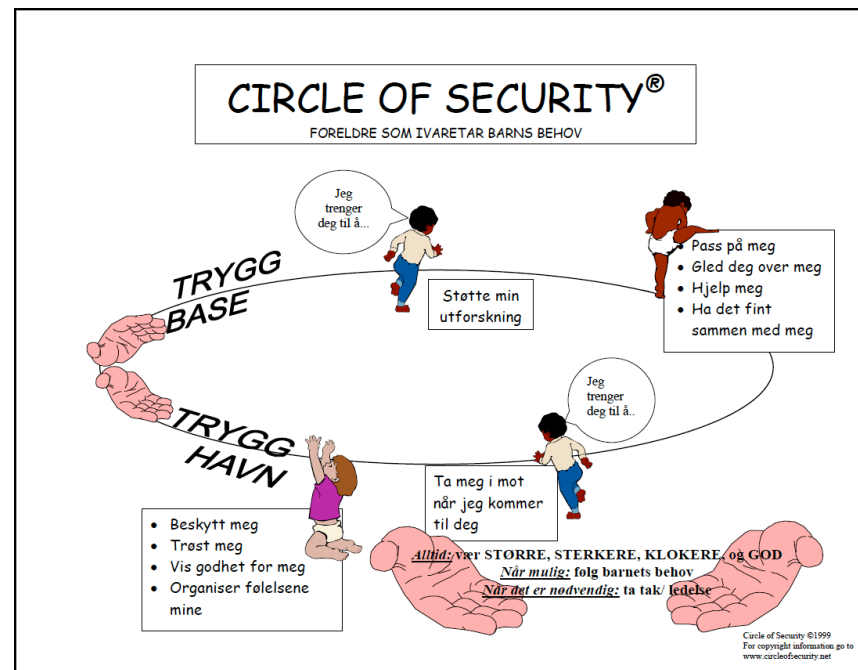 CIRCLE OF SECURITY®
FORELDRE SOM IVARETAR BARNS BEHOV
Jeg
trenger
deg til å...
TRYGG
BASE
Støtte min
utforskning
• Pass på meg
• Gled deg over meg
• Hjelp meg
• Ha det fint
sammen med meg
TRYGG
HAVN
Jeg
trenger
deg til å..
Ta meg i mot
når jeg kommer
til deg
• Beskytt meg
• Trøst meg
• Vis godhet for meg
• Organiser følelsene
mine
Alltid: vær STØRRE, STERKERE, KLOKERE, og GOD
Når mulig: følg barnets behov
Når det er nødvendig: ta tak/ ledelse
Circle of Security ©1999
For copyright information go to
www.circleofsecurity.net